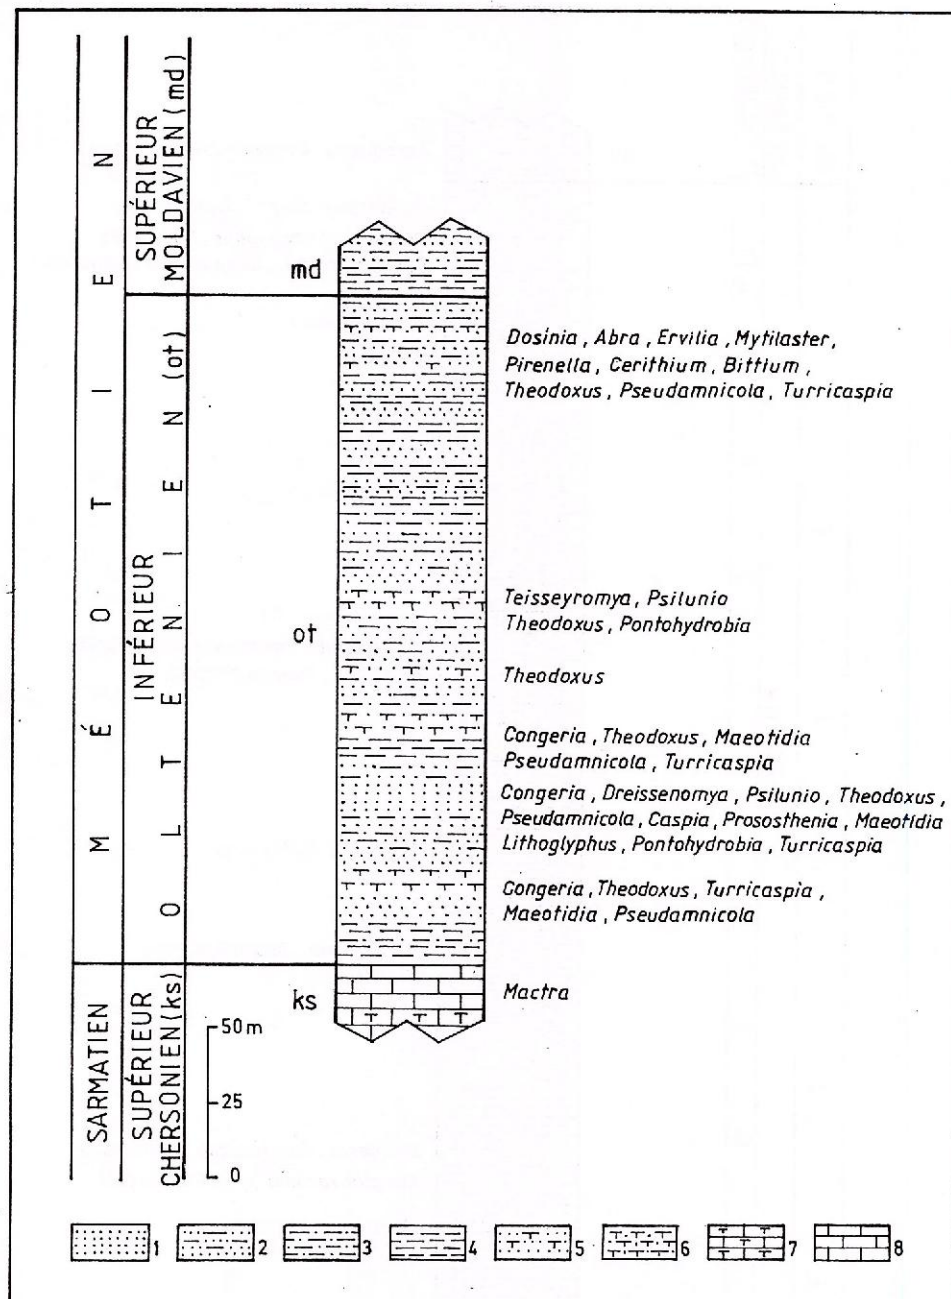 MÉOTIEN
SUPÉRIEUR
MOLDAVIEN (md)
INFÉRIEUR
OLTENIEN (ot)
SARMATIEN
SUPÉRIEUR
CHERSONIEN (ks)
md
Dosinia, Abra, Ervilia, Mytilaster,
Pirenella, Cerithium, Bittium,
Theodoxus, Pseudamnicola, Turricaspia
ot
Teisseyromya, Psilunio
Theodoxus, Pontohydrobia
Theodoxus
Congeria, Theodoxus, Maeotidia
Pseudamnicola, Turricaspia
Congeria, Dreissenomya, Psilunio, Theodoxus,
Pseudamnicola, Caspia, Prososthenia, Maeotidia
Lithoglyphus, Pontohydrobia, Turricaspia
Congeria, Theodoxus, Turricaspia,
Maeotidia, Pseudamnicola
ks
Mactra
50 m
25
0
1 2 3 4 5 6 7 8